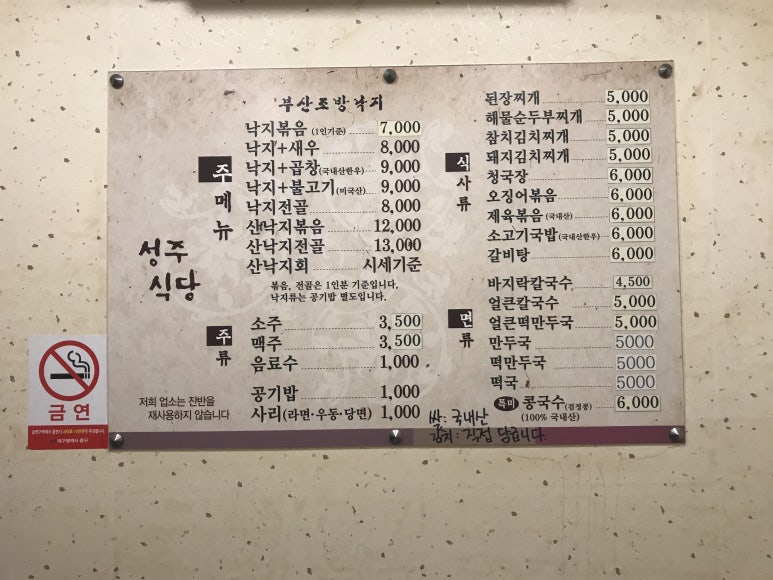 부산조방낙지
주메뉴
낙지볶음 (1인기준) 7,000
낙지+새우 8,000
낙지+곱창(국내산한우) 9,000
낙지+불고기(미국산) 9,000
낙지전골 8,000
산낙지볶음 12,000
산낙지전골 13,000
산낙지회 시세기준
볶음, 전골은 1인분 기준입니다.
낙지류는 공기밥 별도입니다.
성주
식당
주류
소주 3,500
맥주 3,500
음료수 1,000
공기밥 1,000
사리(라면·우동·당면) 1,000
저희 업소는 잔반을
재사용하지 않습니다
식사류
된장찌개 5,000
해물순두부찌개 5,000
참치김치찌개 5,000
돼지김치찌개 5,000
청국장 6,000
오징어볶음 6,000
제육볶음(국내산) 6,000
소고기국밥(국내산한우) 6,000
갈비탕 6,000
면류
바지락칼국수 4,500
얼큰칼국수 5,000
얼큰떡만두국 5,000
만두국 5000
떡만두국 5000
떡국 5000
특미 콩국수(검정콩) 6,000
(100% 국내산)
쌀: 국내산
김치: 직접 담급니다.
금연
대구광역시 중구